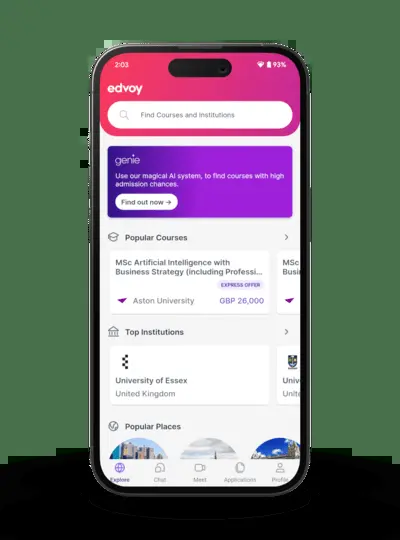 2:03
93%
edvoy
Find Courses and Institutions
genie
Use our magical AI system, to find courses with high
admission chances.
Find out now →
Popular Courses
MSc Artificial Intelligence with
Business Strategy (including Professi...
MSc
Busin
EXPRESS OFFER
Aston University
GBP 26,000
Top Institutions
University of Essex
United Kingdom
Univ
Unite
Popular Places
Explore
Chat
Meet
Applications
Profile